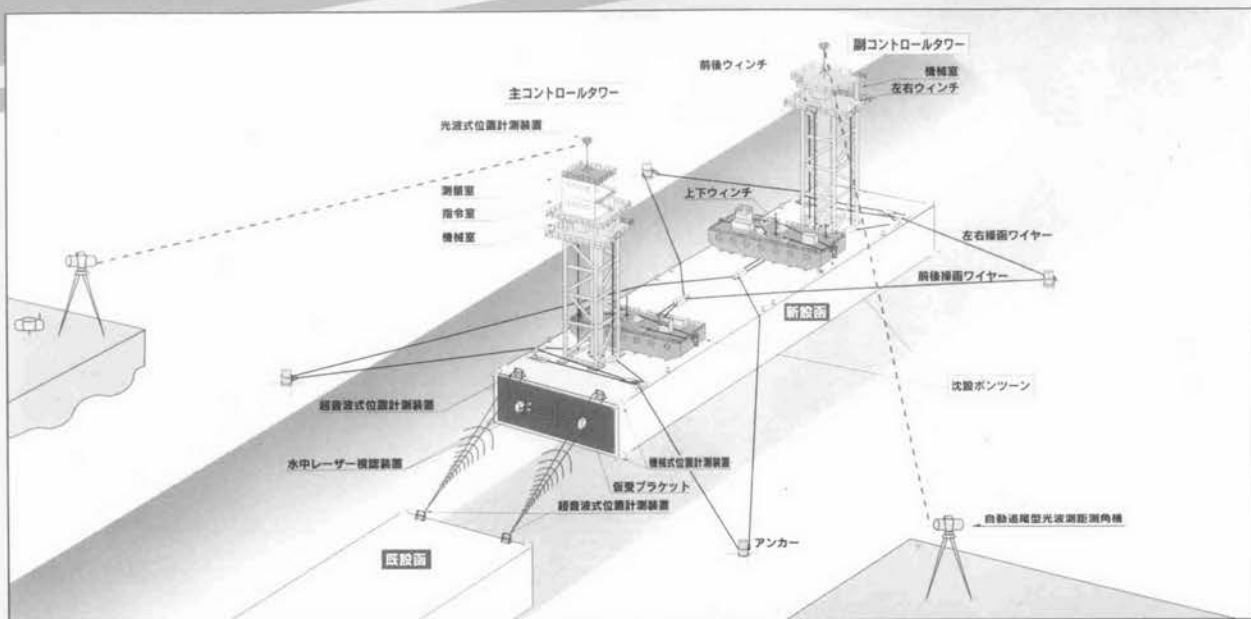 副コントロールタワー
前後ウィンチ
機械室
左右ウィンチ
主コントロールタワー
光波式位置計測装置
測量室
指令室
機械室
上下ウィンチ
左右操函ワイヤー
前後操函ワイヤー
新設函
沈設ポンツーン
超音波式位置計測装置
水中レーザー視認装置
機械式位置計測装置
仮受ブラケット
超音波式位置計測装置
既設函
アンカー
自動追尾型光波測距測角機